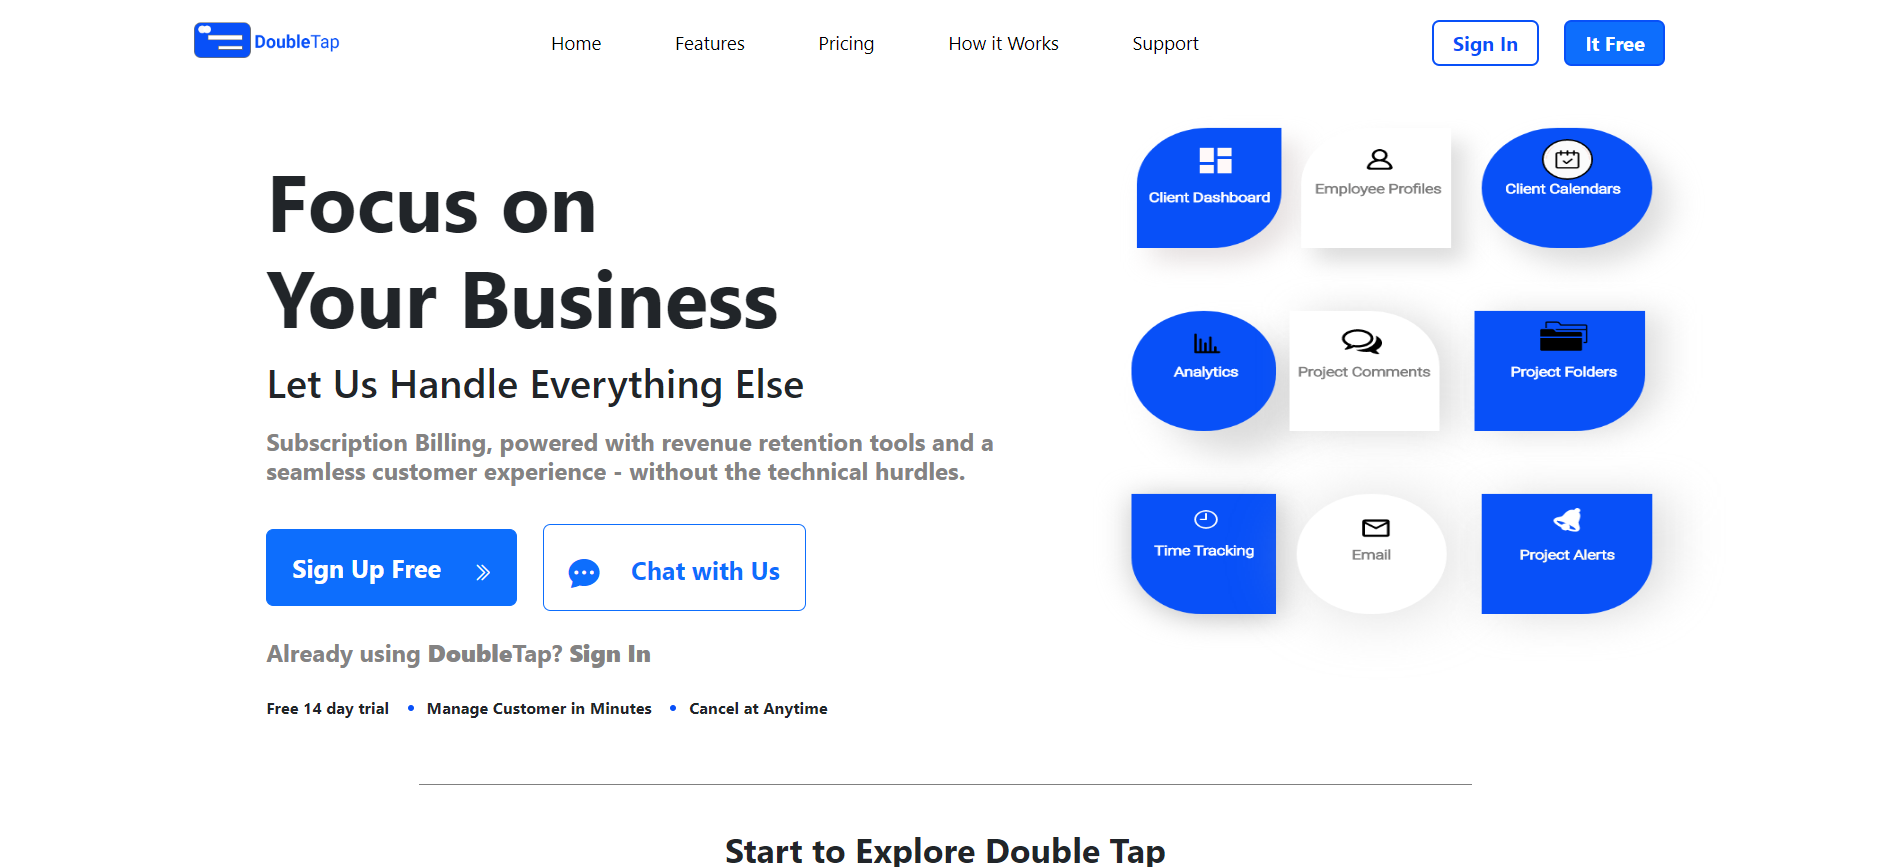 DoubleTap
Home
Features
Pricing
How it Works
Support
Sign In
It Free
Focus on
Your Business
Let Us Handle Everything Else
Subscription Billing, powered with revenue retention tools and a
seamless customer experience - without the technical hurdles.
Sign Up Free
Chat with Us
Already using DoubleTap? Sign In
Free 14 day trial • Manage Customer in Minutes • Cancel at Anytime
Client Dashboard
Employee Profiles
Client Calendars
Analytics
Project Comments
Project Folders
Time Tracking
Email
Project Alerts
Start to Explore Double Tap